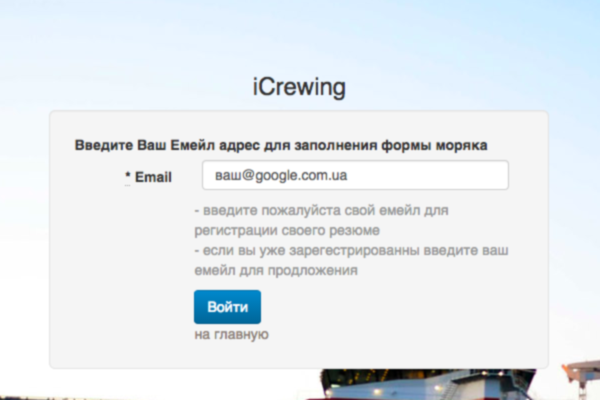 iCrewing
Введите Ваш Емейл адрес для заполнения формы моряка
* Email
ваш@google.com.ua
- введите пожалуйста свой емейл для
регистрации своего резюме
- если вы уже зарегестрированны введите ваш
емейл для продложения
Войти
на главную